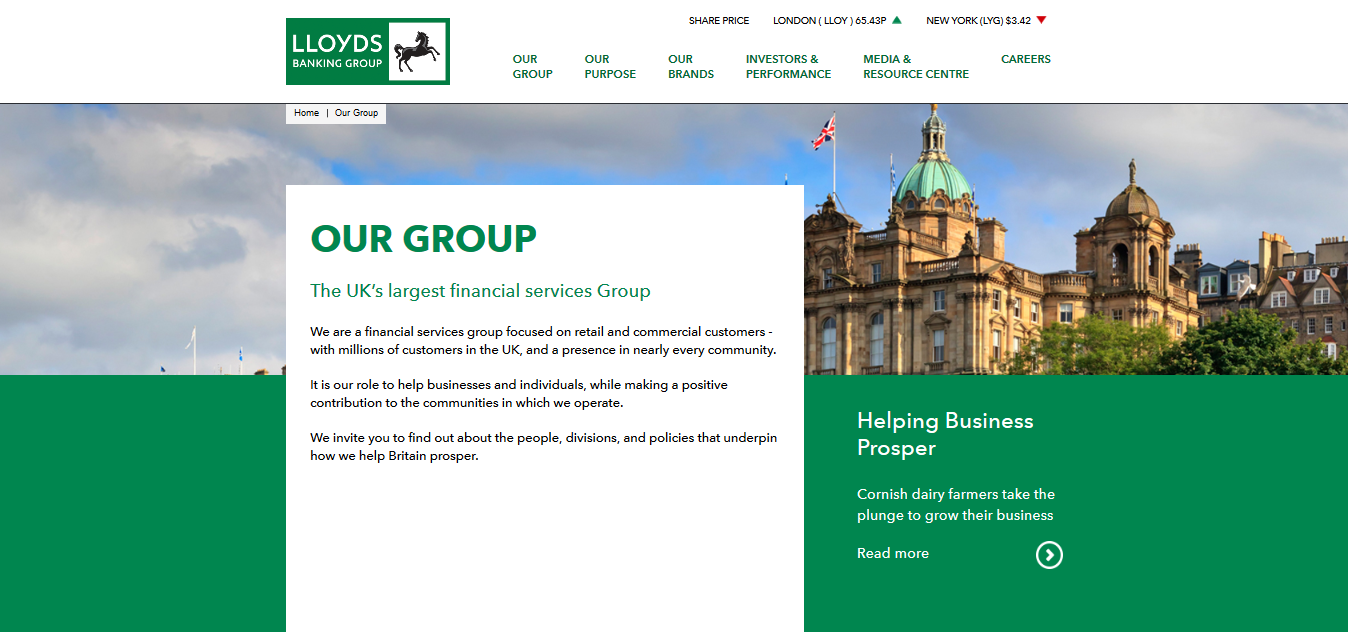 LLOYDS
BANKING GROUP
SHARE PRICE LONDON ( LLOY ) 65.43P NEW YORK (LYG) $3.42
OUR
GROUP
OUR
PURPOSE
OUR
BRANDS
INVESTORS &
PERFORMANCE
MEDIA &
RESOURCE CENTRE
CAREERS
Home | Our Group
OUR GROUP
The UK’s largest financial services Group
We are a financial services group focused on retail and commercial customers -
with millions of customers in the UK, and a presence in nearly every community.
It is our role to help businesses and individuals, while making a positive
contribution to the communities in which we operate.
We invite you to find out about the people, divisions, and policies that underpin
how we help Britain prosper.
Helping Business
Prosper
Cornish dairy farmers take the
plunge to grow their business
Read more